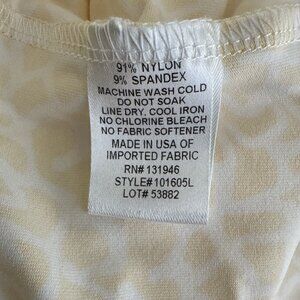 91% NYLON
9% SPANDEX
MACHINE WASH COLD
DO NOT SOAK
LINE DRY, COOL IRON
NO CHLORINE BLEACH
NO FABRIC SOFTENER
MADE IN USA OF
IMPORTED FABRIC
RN# 131946
STYLE#101605L
LOT# 53882